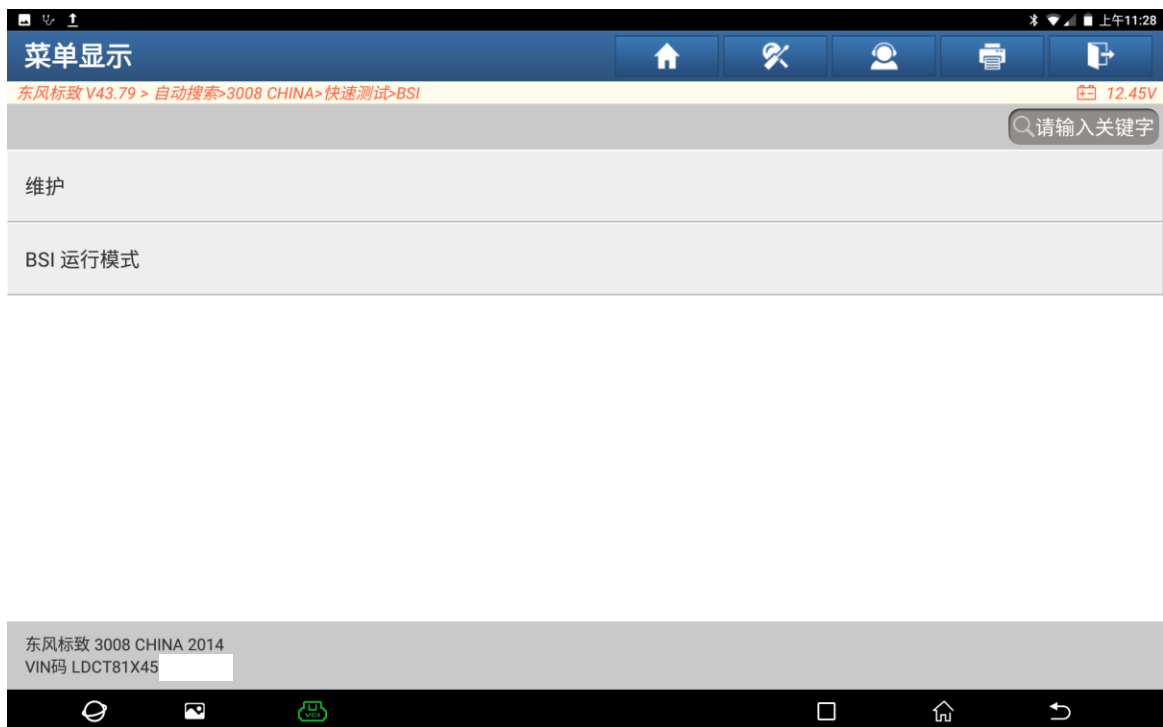 上午11:28
菜单显示
东风标致 V43.79 > 自动搜索>3008 CHINA>快速测试>BSI
12.45V
请输入关键字
维护
BSI 运行模式
东风标致 3008 CHINA 2014
VIN码 LDCT81X45
VCI